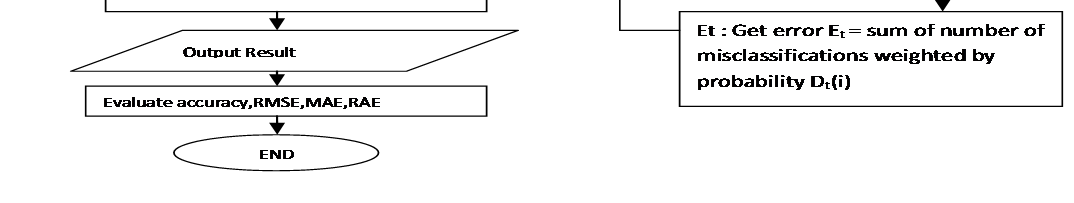 Output Result
Evaluate accuracy,RMSE,MAE,RAE
END
Et : Get error Et = sum of number of
misclassifications weighted by
probability Dt(i)